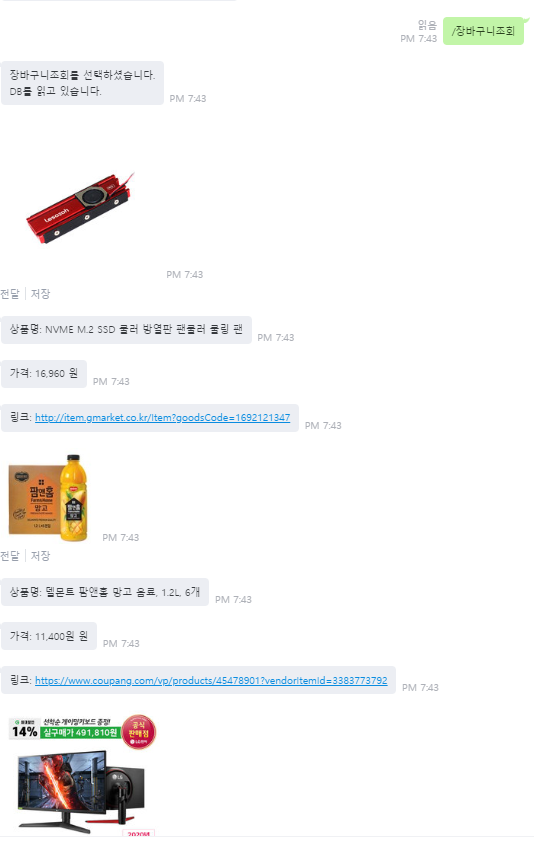 읽음
PM 7:43
/장바구니조회
장바구니조회를 선택하셨습니다.
DB를 읽고 있습니다.
PM 7:43
PM 7:43
전달 | 저장
상품명: NVME M.2 SSD 쿨러 방열판 팬쿨러 쿨링 팬
PM 7:43
가격: 16,960 원
PM 7:43
링크: http://item.gmarket.co.kr/Item?goodsCode=1692121347
PM 7:43
팜앤홈
망고
팜앤홈
PM 7:43
전달 | 저장
상품명: 델몬트 팜앤홈 망고 음료, 1.2L, 6개
PM 7:43
가격: 11,400원 원
PM 7:43
링크: https://www.coupang.com/vp/products/45478901?vendorItemId=3383773792
PM 7:43
14%
선착순 게이밍키보드 증정!
실구매가 491,810원
공식
판매점
LG
2020년